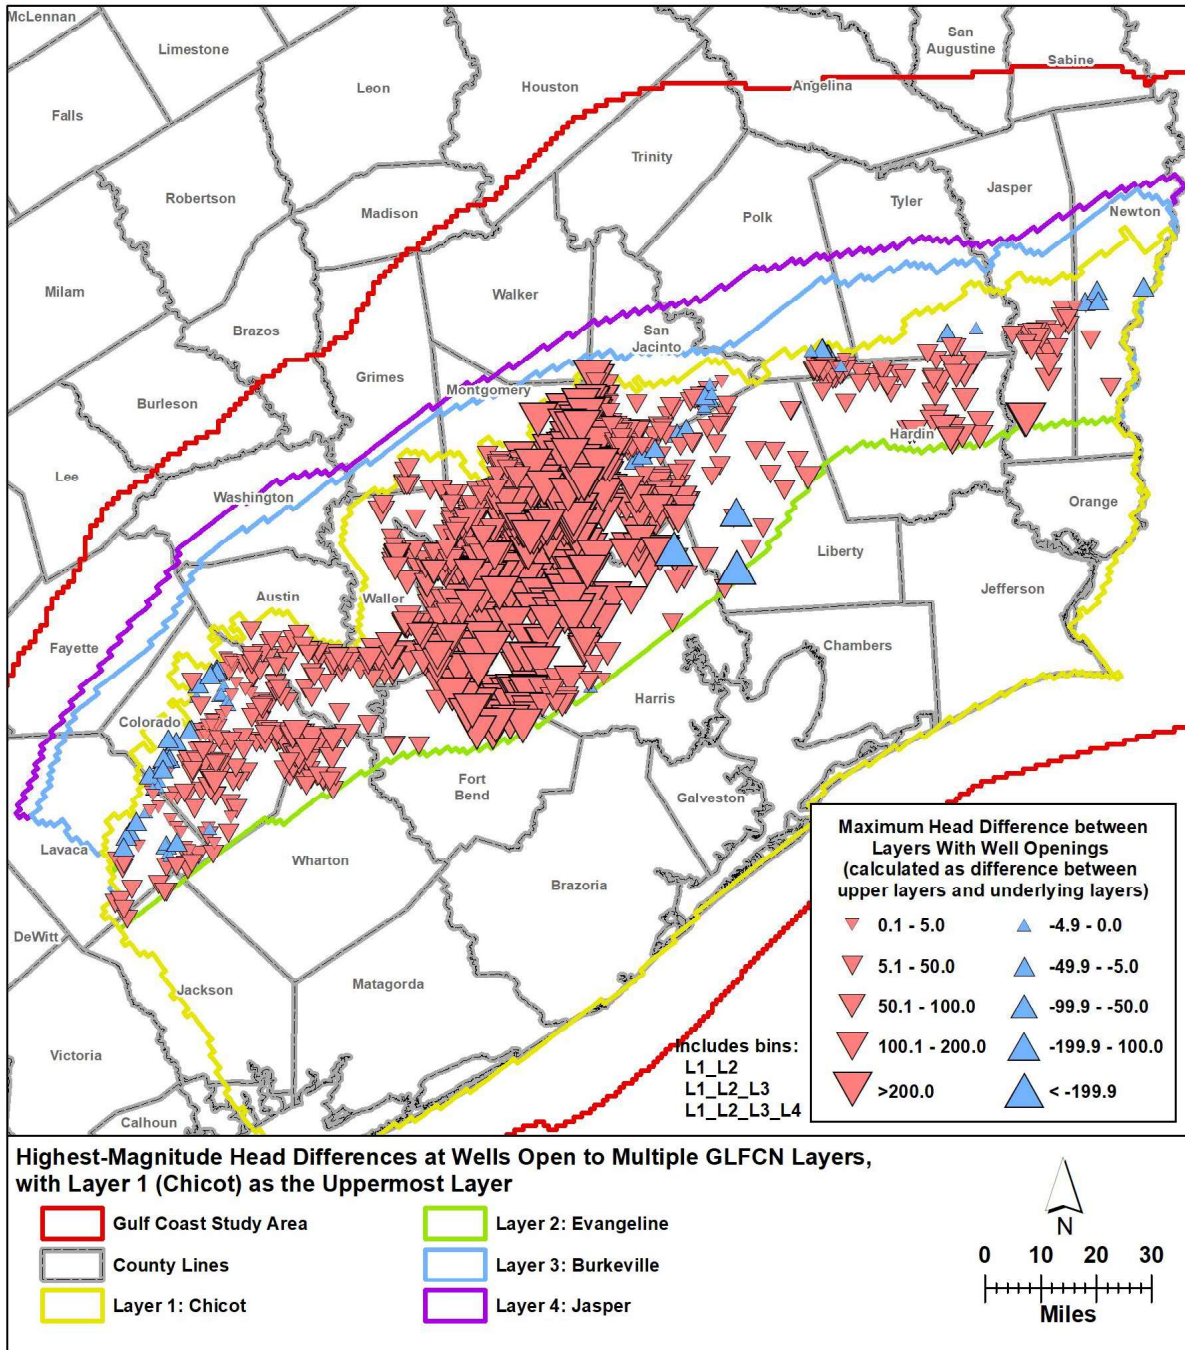 McLennan
Limestone
Leon
Houston
San
Augustine
Sabine
Angelina
Falls
Trinity
Robertson
Madison
Polk
Tyler
Jasper
Newton
Milam
Walker
Brazos
San
Jacinto
Grimes
Montgomery
Burleson
Hardin
Lee
Washington
Orange
Liberty
Jefferson
Austin
Waller
Fayette
Chambers
Harris
Colorado
Fort
Bend
Galveston
Lavaca
Wharton
Brazoria
DeWitt
Jackson
Matagorda
Victoria
Calhoun
Includes bins:
L1_L2
L1_L2_L3
L1_L2_L3_L4
Maximum Head Difference between
Layers With Well Openings
(calculated as difference between
upper layers and underlying layers)
0.1 - 5.0
-4.9 - 0.0
5.1 - 50.0
-49.9 - -5.0
50.1 - 100.0
-99.9 - -50.0
100.1 - 200.0
-199.9 - 100.0
>200.0
< -199.9
Highest-Magnitude Head Differences at Wells Open to Multiple GLFCN Layers,
with Layer 1 (Chicot) as the Uppermost Layer
Gulf Coast Study Area
Layer 2: Evangeline
County Lines
Layer 3: Burkeville
Layer 1: Chicot
Layer 4: Jasper
N
0 10 20 30
Miles